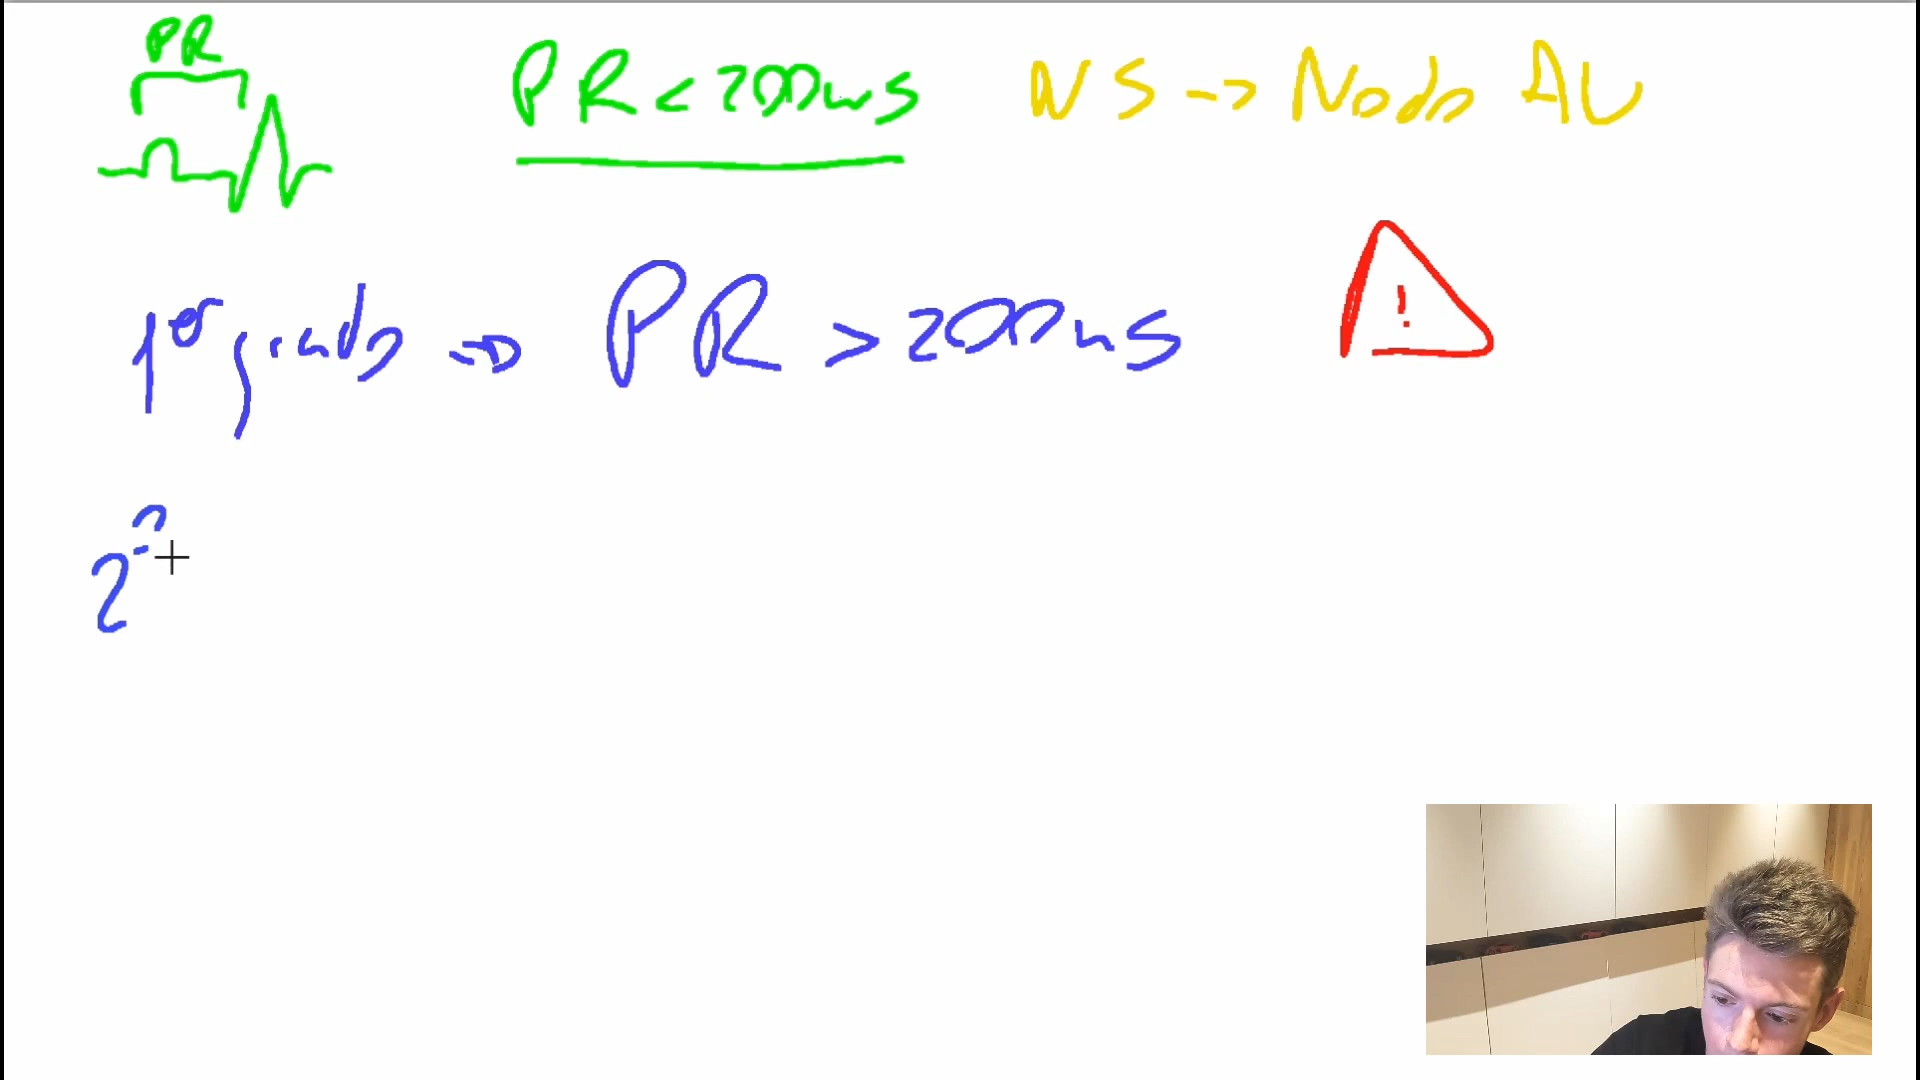 PR
PR < 200ms NS -> Nodo AV
1er grado => PR > 200ms
!
2º